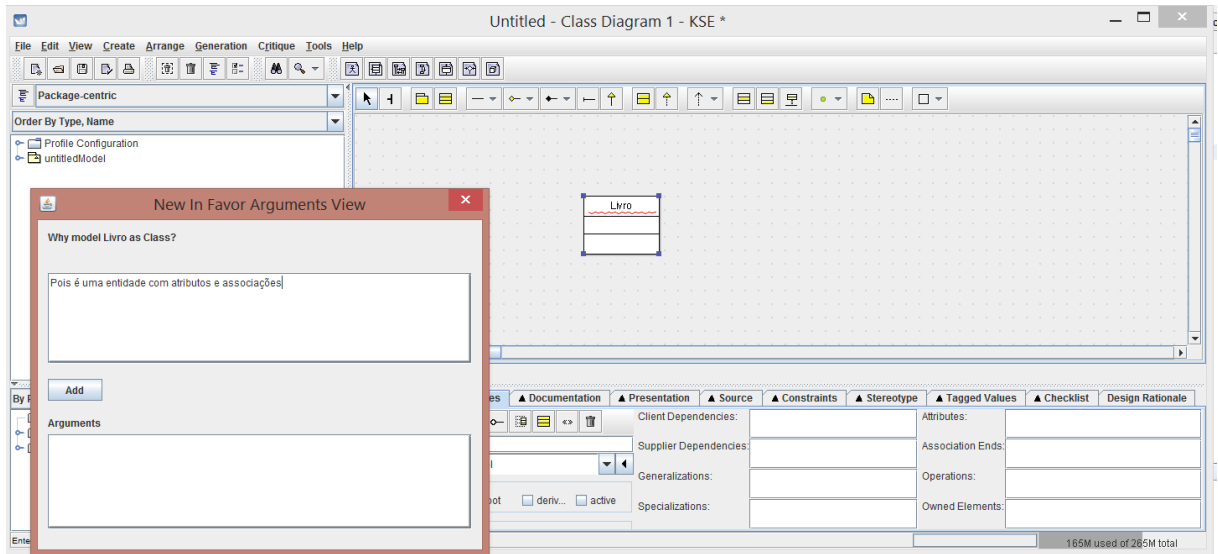 Untitled - Class Diagram 1 - KSE *
File Edit View Create Arrange Generation Critique Tools Help
Package-centric
Order By Type, Name
Profile Configuration
untitledModel
Livro
New In Favor Arguments View
Why model Livro as Class?
Pois é uma entidade com atributos e associações
Add
Arguments
By
es ▲ Documentation ▲ Presentation ▲ Source ▲ Constraints ▲ Stereotype ▲ Tagged Values ▲ Checklist Design Rationale
Client Dependencies: Attributes:
Supplier Dependencies: Association Ends:
Generalizations: Operations:
deriv... active
Specializations: Owned Elements:
Ente
165M used of 265M total